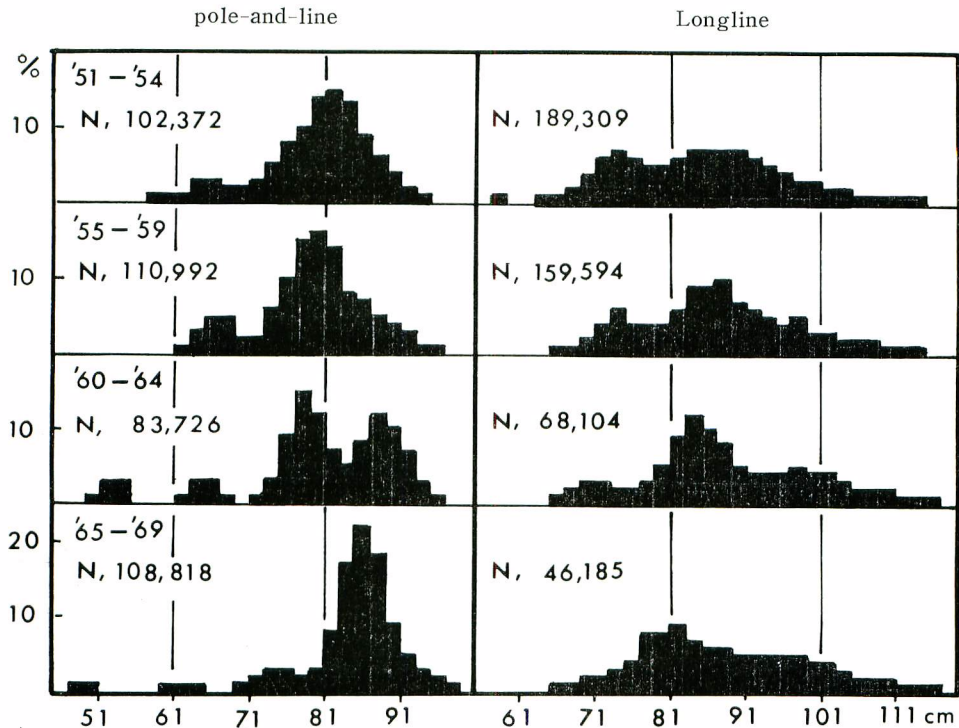 pole-and-line Longline
%
'51 – '54
N, 102,372
N, 189,309
10
'55 – '59
N, 110,992
N, 159,594
10
'60 – '64
N, 83,726
N, 68,104
10
'65 – '69
20
N, 108,818
N, 46,185
10
51 61 71 81 91 61 71 81 91 101 111 cm